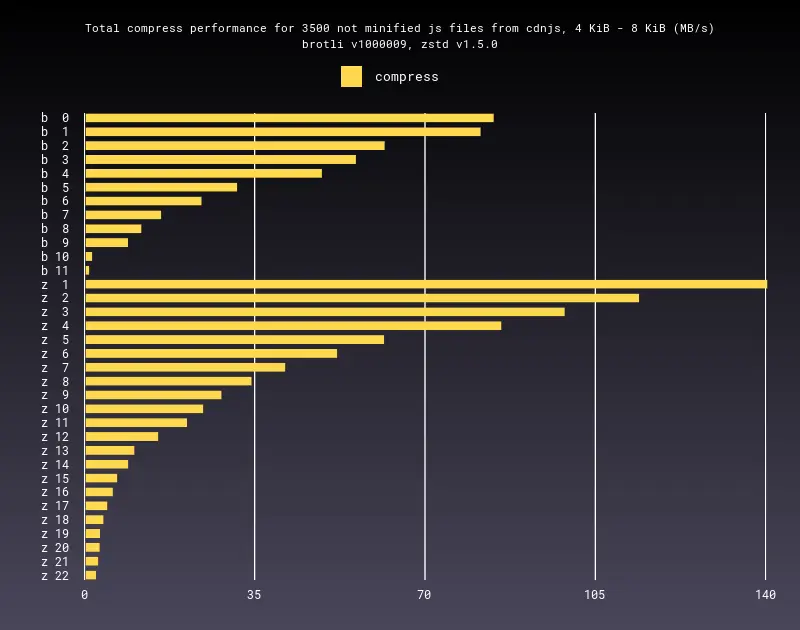 Total compress performance for 3500 not minified js files from cdnjs, 4 KiB - 8 KiB (MB/s)
brotli v1000009, zstd v1.5.0
compress
b 0
b 1
b 2
b 3
b 4
b 5
b 6
b 7
b 8
b 9
b 10
b 11
z 1
z 2
z 3
z 4
z 5
z 6
z 7
z 8
z 9
z 10
z 11
z 12
z 13
z 14
z 15
z 16
z 17
z 18
z 19
z 20
z 21
z 22
0 35 70 105 140